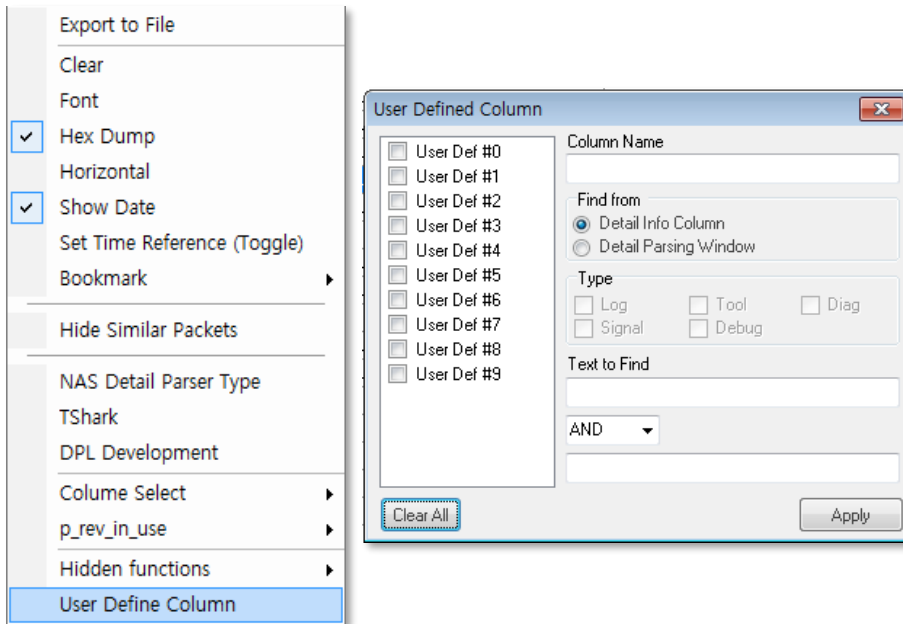 Export to File
Clear
Font
Hex Dump
Horizontal
Show Date
Set Time Reference (Toggle)
Bookmark
Hide Similar Packets
NAS Detail Parser Type
TShark
DPL Development
Colume Select
p_rev_in_use
Hidden functions
User Define Column
User Defined Column
User Def #0
User Def #1
User Def #2
User Def #3
User Def #4
User Def #5
User Def #6
User Def #7
User Def #8
User Def #9
Clear All
Column Name
Find from
Detail Info Column
Detail Parsing Window
Type
Log Tool Diag
Signal Debug
Text to Find
AND
Apply